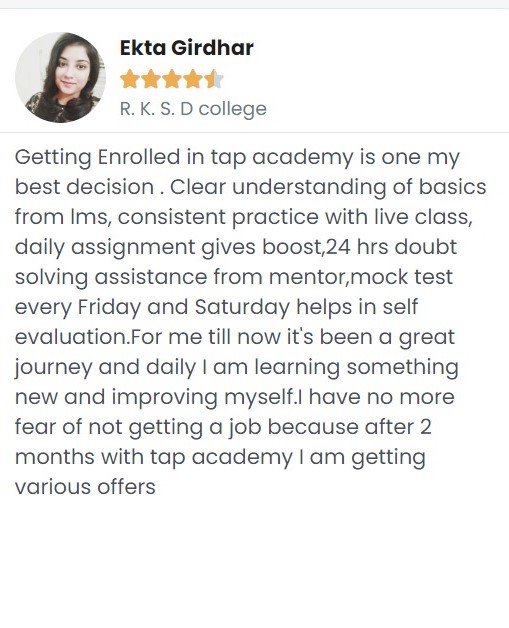 Ekta Girdhar
R. K. S. D college
Getting Enrolled in tap academy is one my
best decision . Clear understanding of basics
from lms, consistent practice with live class,
daily assignment gives boost,24 hrs doubt
solving assistance from mentor,mock test
every Friday and Saturday helps in self
evaluation.For me till now it's been a great
journey and daily I am learning something
new and improving myself.I have no more
fear of not getting a job because after 2
months with tap academy I am getting
various offers